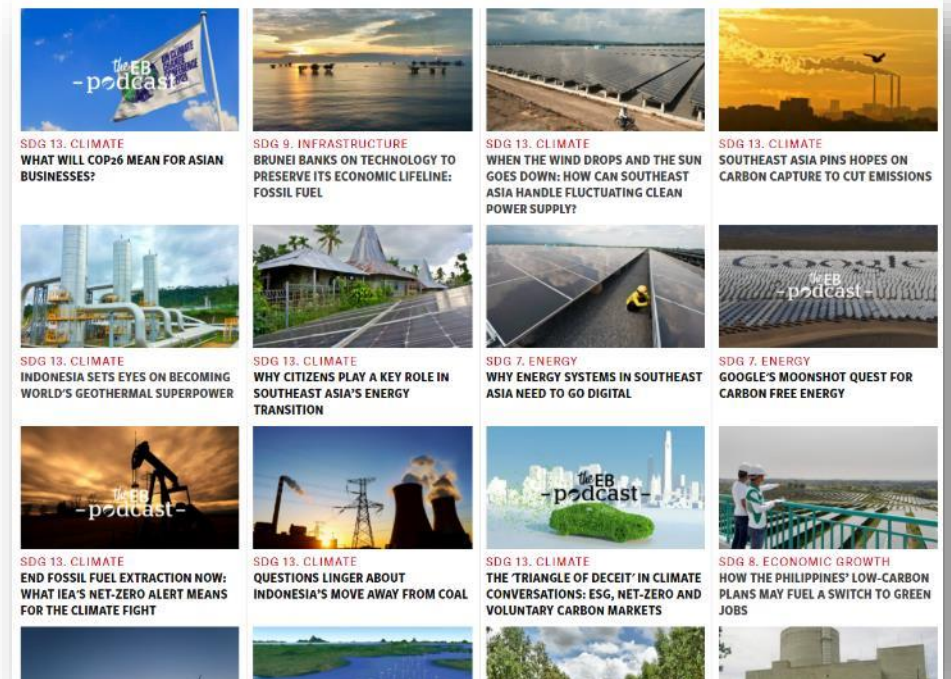 the EB
- podcast -
UN CLIMATE
CHANGE
CONFERENCE
SDG 13. CLIMATE
WHAT WILL COP26 MEAN FOR ASIAN
BUSINESSES?
SDG 9. INFRASTRUCTURE
BRUNEI BANKS ON TECHNOLOGY TO
PRESERVE ITS ECONOMIC LIFELINE:
FOSSIL FUEL
SDG 13. CLIMATE
WHEN THE WIND DROPS AND THE SUN
GOES DOWN: HOW CAN SOUTHEAST
ASIA HANDLE FLUCTUATING CLEAN
POWER SUPPLY?
SDG 13. CLIMATE
SOUTHEAST ASIA PINS HOPES ON
CARBON CAPTURE TO CUT EMISSIONS
SDG 13. CLIMATE
INDONESIA SETS EYES ON BECOMING
WORLD'S GEOTHERMAL SUPERPOWER
SDG 13. CLIMATE
WHY CITIZENS PLAY A KEY ROLE IN
SOUTHEAST ASIA'S ENERGY
TRANSITION
SDG 7. ENERGY
WHY ENERGY SYSTEMS IN SOUTHEAST
ASIA NEED TO GO DIGITAL
Google
the EB
- podcast -
SDG 7. ENERGY
GOOGLE'S MOONSHOT QUEST FOR
CARBON FREE ENERGY
the EB
- podcast -
SDG 13. CLIMATE
END FOSSIL FUEL EXTRACTION NOW:
WHAT IEA'S NET-ZERO ALERT MEANS
FOR THE CLIMATE FIGHT
SDG 13. CLIMATE
QUESTIONS LINGER ABOUT
INDONESIA'S MOVE AWAY FROM COAL
the EB
- podcast -
SDG 13. CLIMATE
THE 'TRIANGLE OF DECEIT' IN CLIMATE
CONVERSATIONS: ESG, NET-ZERO AND
VOLUNTARY CARBON MARKETS
SDG 8. ECONOMIC GROWTH
HOW THE PHILIPPINES' LOW-CARBON
PLANS MAY FUEL A SWITCH TO GREEN
JOBS